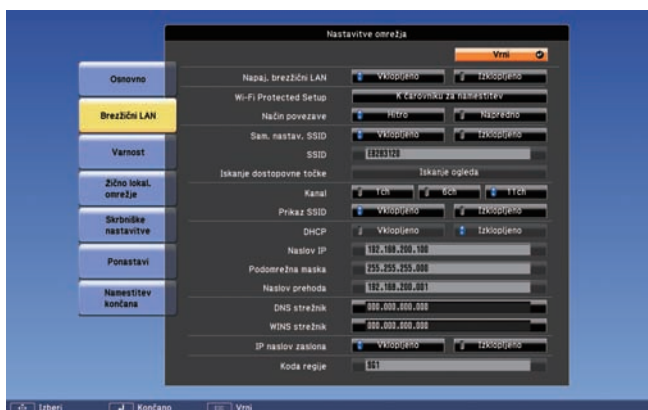 Nastavitve omrežja
Vrni
Osnovno
Brezžični LAN
Varnost
Žično lokal. omrežje
Skrbniške nastavitve
Ponastavi
Namestitev končana
Napaj. brezžični LAN Vklopljeno Izklopljeno
Wi-Fi Protected Setup K čarovniku za namestitev
Način povezave Hitro Napredno
Sam. nastav. SSID Vklopljeno Izklopljeno
SSID EB2B3120
Iskanje dostopovne točke Iskanje ogleda
Kanal 1ch 6ch 11ch
Prikaz SSID Vklopljeno Izklopljeno
DHCP Vklopljeno Izklopljeno
Naslov IP 192.168.200.100
Podomrežna maska 255.255.255.000
Naslov prehoda 192.168.200.001
DNS strežnik 000.000.000.000
WINS strežnik 000.000.000.000
IP naslov zaslona Vklopljeno Izklopljeno
Koda regije SG1
Izberi Končano Vrni